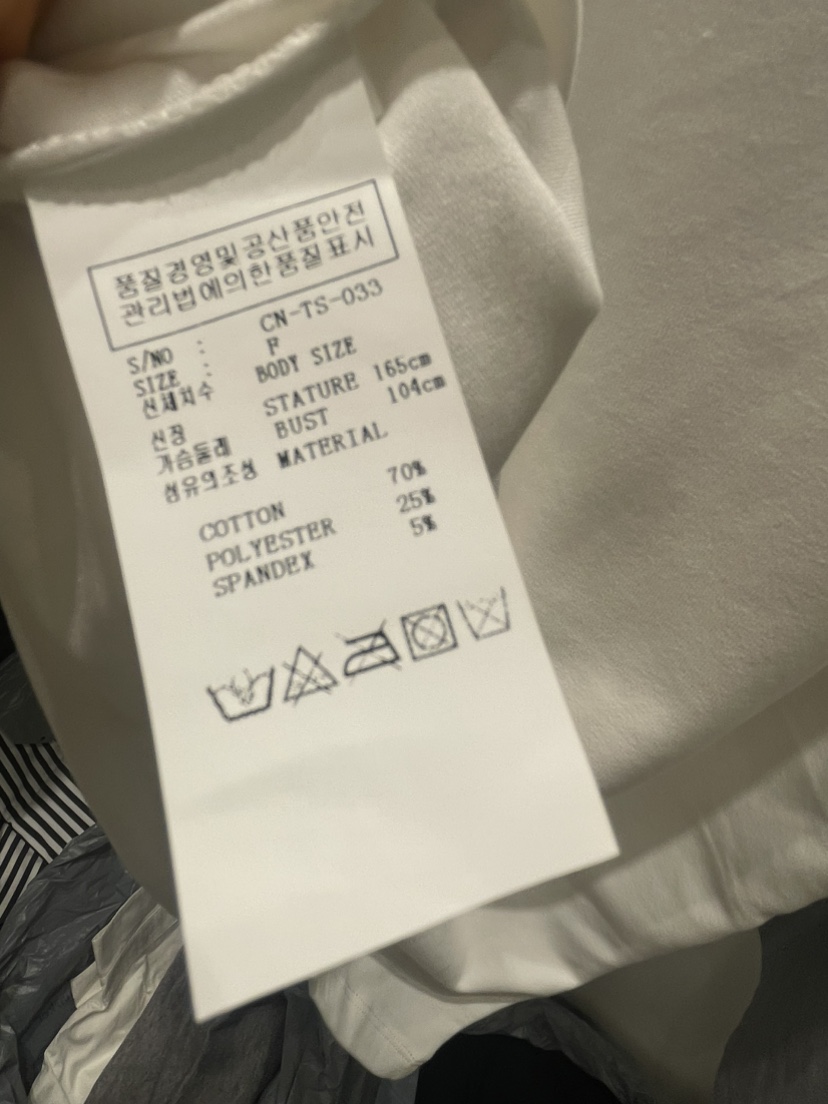 품질경영및공산품안전
관리법에의한품질표시
S/NO : CN-TS-033
SIZE : F
신체치수 BODY SIZE
신장 STATURE 165cm
가슴둘레 BUST 104cm
섬유의조성 MATERIAL
COTTON 70%
POLYESTER 25%
SPANDEX 5%